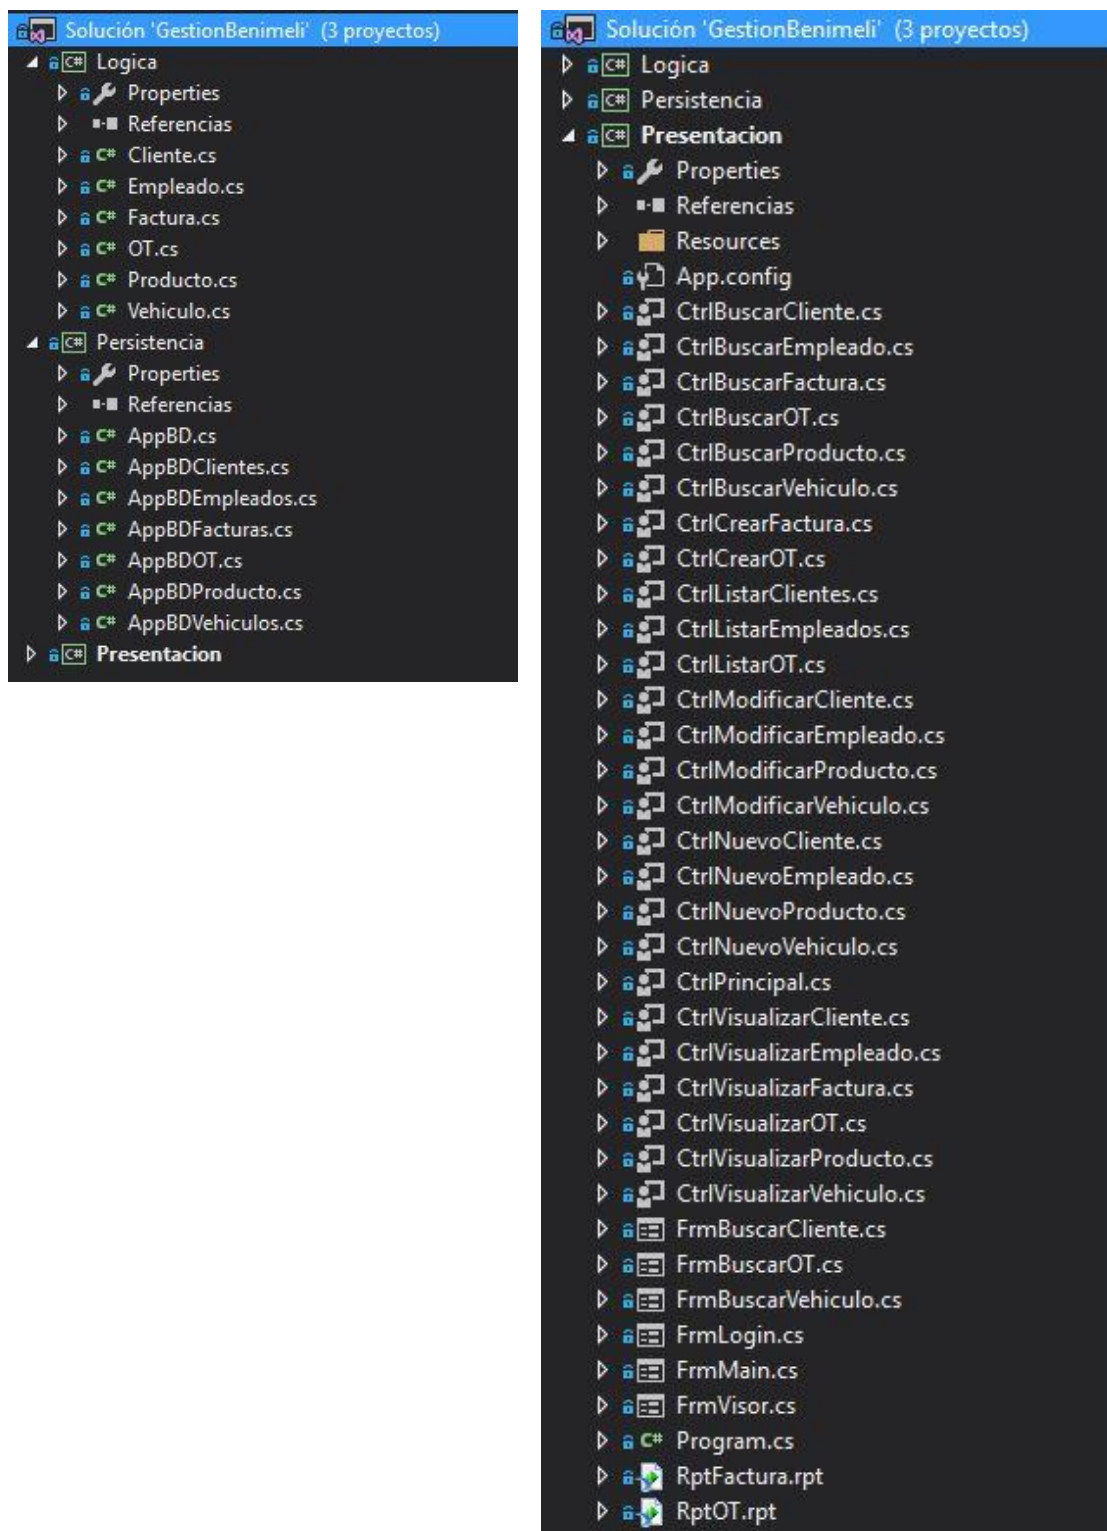 Solución 'GestionBenimeli' (3 proyectos)
C# Logica
Properties
Referencias
C# Cliente.cs
C# Empleado.cs
C# Factura.cs
C# OT.cs
C# Producto.cs
C# Vehiculo.cs
C# Persistencia
Properties
Referencias
C# AppBD.cs
C# AppBDClientes.cs
C# AppBDEmpleados.cs
C# AppBDFacturas.cs
C# AppBDOT.cs
C# AppBDProducto.cs
C# AppBDVehiculos.cs
C# Presentacion
Solución 'GestionBenimeli' (3 proyectos)
C# Logica
C# Persistencia
C# Presentacion
Properties
Referencias
Resources
App.config
CtrlBuscarCliente.cs
CtrlBuscarEmpleado.cs
CtrlBuscarFactura.cs
CtrlBuscarOT.cs
CtrlBuscarProducto.cs
CtrlBuscarVehiculo.cs
CtrlCrearFactura.cs
CtrlCrearOT.cs
CtrlListarClientes.cs
CtrlListarEmpleados.cs
CtrlListarOT.cs
CtrlModificarCliente.cs
CtrlModificarEmpleado.cs
CtrlModificarProducto.cs
CtrlModificarVehiculo.cs
CtrlNuevoCliente.cs
CtrlNuevoEmpleado.cs
CtrlNuevoProducto.cs
CtrlNuevoVehiculo.cs
CtrlPrincipal.cs
CtrlVisualizarCliente.cs
CtrlVisualizarEmpleado.cs
CtrlVisualizarFactura.cs
CtrlVisualizarOT.cs
CtrlVisualizarProducto.cs
CtrlVisualizarVehiculo.cs
FrmBuscarCliente.cs
FrmBuscarOT.cs
FrmBuscarVehiculo.cs
FrmLogin.cs
FrmMain.cs
FrmVisor.cs
C# Program.cs
RptFactura.rpt
RptOT.rpt